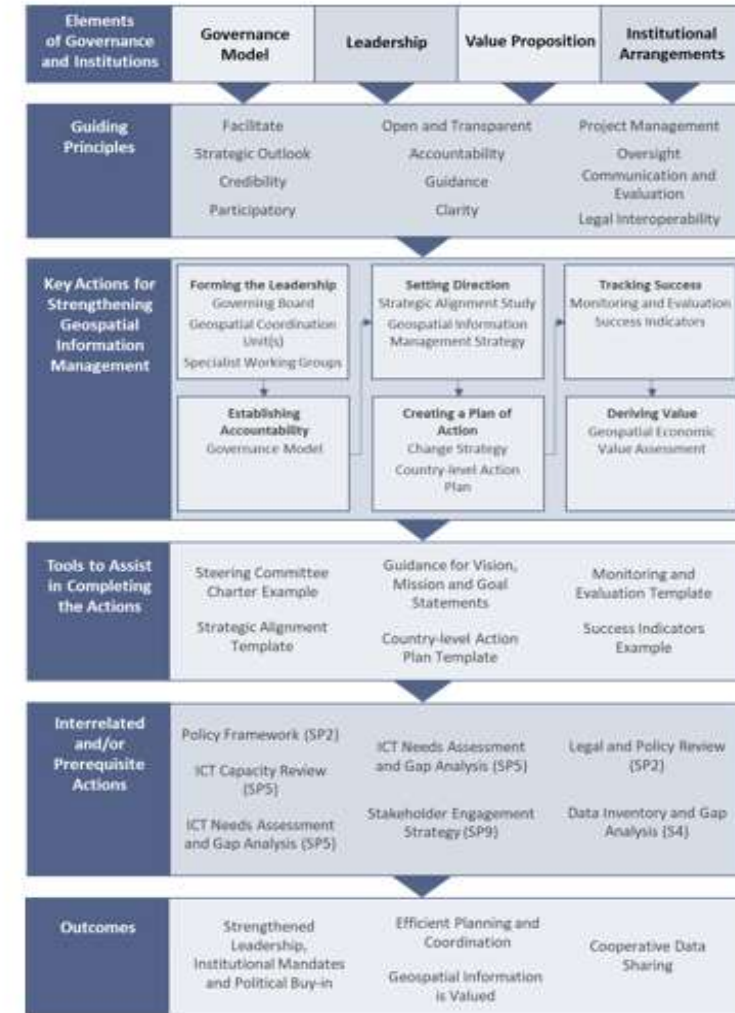 Elements
of Governance
and Institutions
Governance
Model
Leadership
Value Proposition
Institutional
Arrangements
Guiding
Principles
Facilitate
Strategic Outlook
Credibility
Participatory
Open and Transparent
Accountability
Guidance
Clarity
Project Management
Oversight
Communication and
Evaluation
Legal Interoperability
Key Actions for
Strengthening
Geospatial
Information
Management
Forming the Leadership
Governing Board
Geospatial Coordination
Unit(s)
Specialist Working Groups
Setting Direction
Strategic Alignment Study
Geospatial Information
Management Strategy
Tracking Success
Monitoring and Evaluation
Success Indicators
Establishing
Accountability
Governance Model
Creating a Plan of
Action
Change Strategy
Country-level Action
Plan
Deriving Value
Geospatial Economic
Value Assessment
Tools to Assist
in Completing
the Actions
Steering Committee
Charter Example
Strategic Alignment
Template
Guidance for Vision,
Mission and Goal
Statements
Country-level Action
Plan Template
Monitoring and
Evaluation Template
Success Indicators
Example
Interrelated
and/or
Prerequisite
Actions
Policy Framework (SP2)
ICT Capacity Review
(SP5)
ICT Needs Assessment
and Gap Analysis (SP5)
ICT Needs Assessment
and Gap Analysis (SP5)
Stakeholder Engagement
Strategy (SP9)
Legal and Policy Review
(SP2)
Data Inventory and Gap
Analysis (S4)
Outcomes
Strengthened
Leadership,
Institutional Mandates
and Political Buy-in
Efficient Planning and
Coordination
Geospatial Information
is Valued
Cooperative Data
Sharing